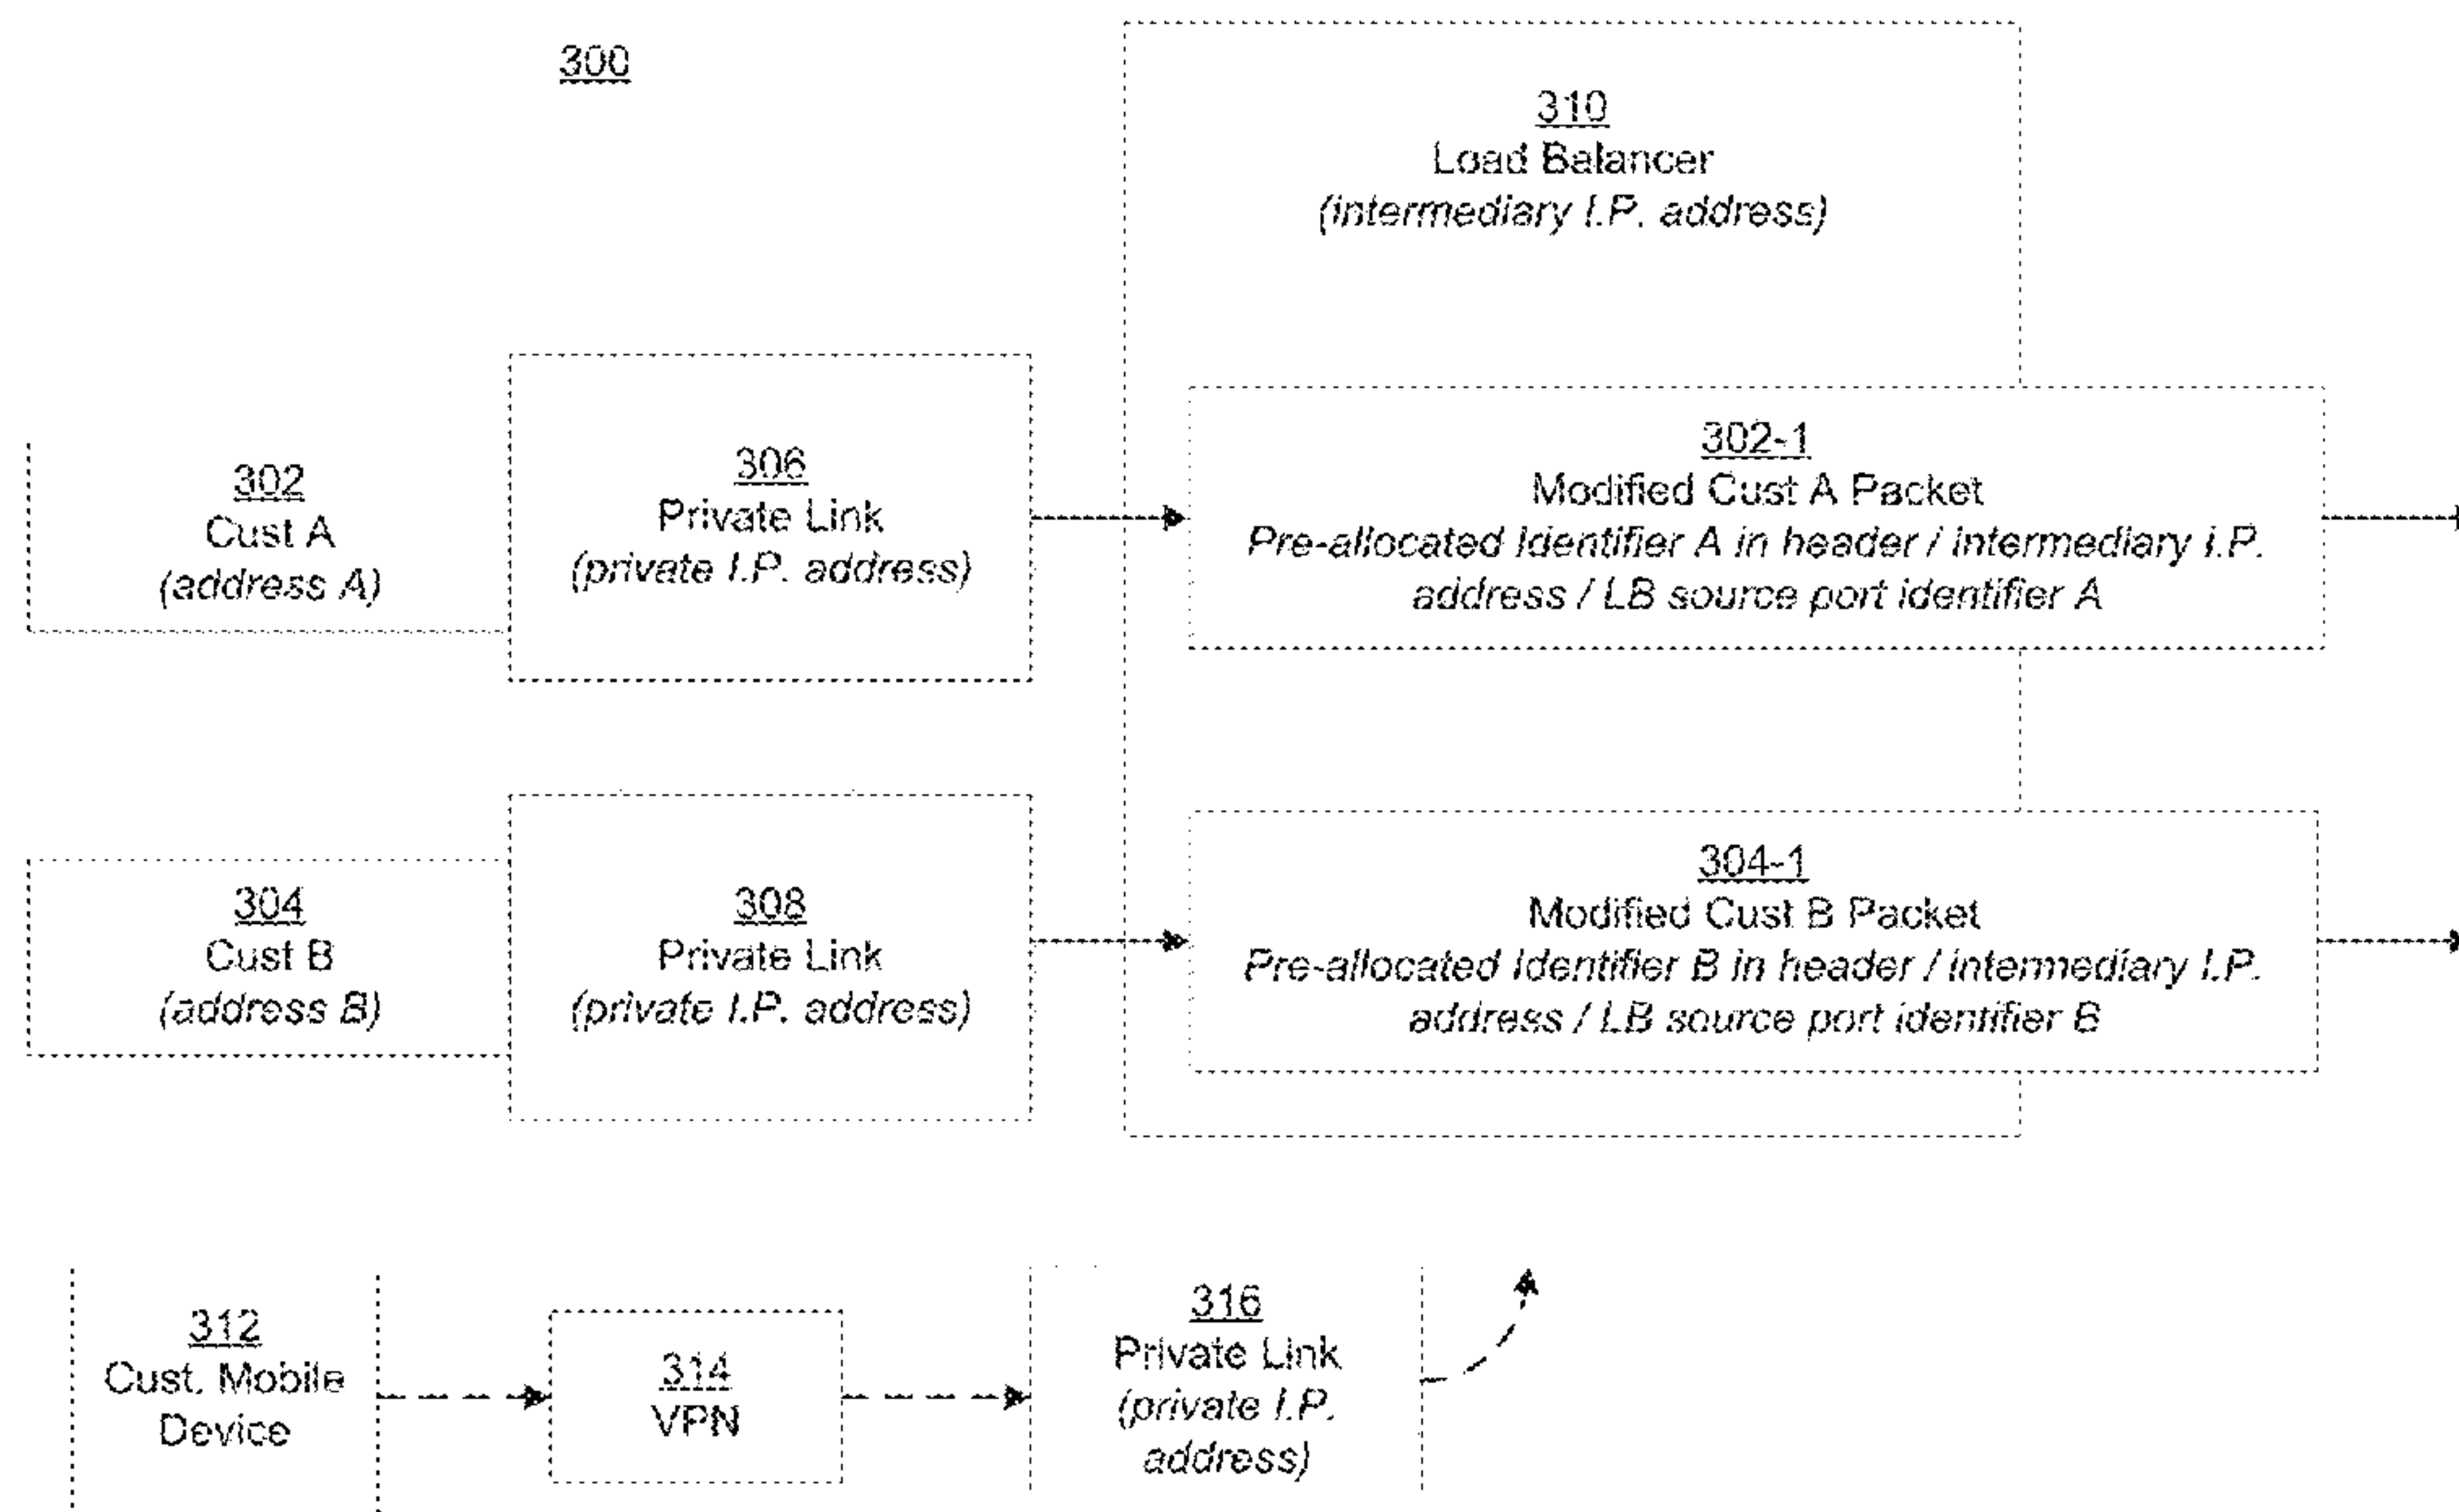 300
310
Load Balancer
(intermediary I.P. address)
302
Cust A
(address A)
306
Private Link
(private I.P. address)
302-1
Modified Cust A Packet
Pre-allocated Identifier A in header / intermediary I.P.
address / LB source port identifier A
304
Cust B
(address B)
308
Private Link
(private I.P. address)
304-1
Modified Cust B Packet
Pre-allocated Identifier B in header / intermediary I.P.
address / LB source port identifier B
312
Cust. Mobile
Device
314
VPN
316
Private Link
(private I.P.
address)